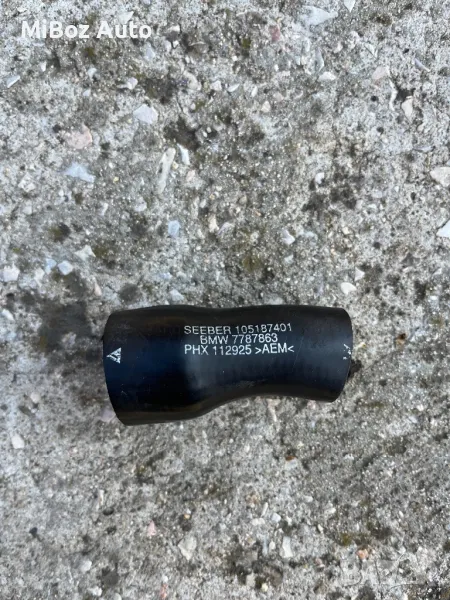 MiBoz Auto
SEEBER 105187401
BMW 7787863
PHX 112925 >AEM<